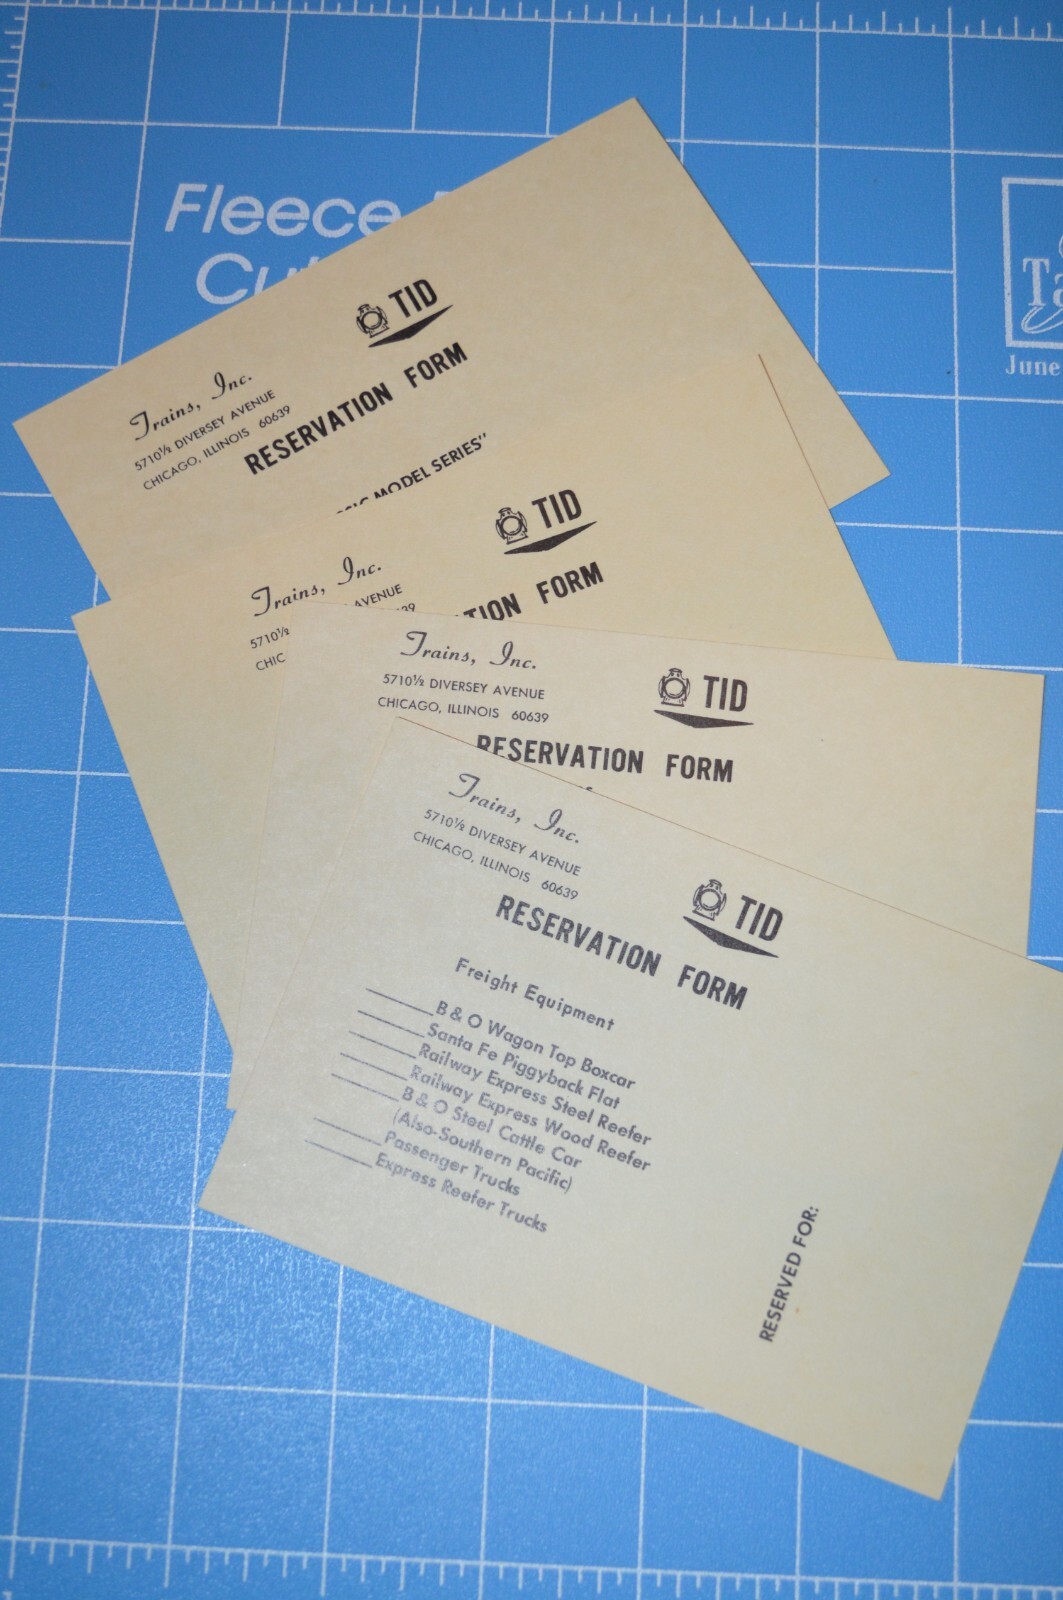 Fleece
June
Trains, Inc.
5710½ DIVERSEY AVENUE
CHICAGO, ILLINOIS 60639
TID
RESERVATION FORM
MODEL SERIES"
Trains, Inc.
5710½ AVENUE
TID
FORM
Trains, Inc.
5710½ DIVERSEY AVENUE
CHICAGO, ILLINOIS 60639
TID
RESERVATION FORM
Trains, Inc.
5710½ DIVERSEY AVENUE
CHICAGO, ILLINOIS 60639
TID
RESERVATION FORM
Freight Equipment
B & O Wagon Top Boxcar
Santa Fe Piggyback Flat
Railway Express Steel Reefer
Railway Express Wood Reefer
B & O Steel Cattle Car
(Also-Southern Pacific)
Passenger Trucks
Express Reefer Trucks
RESERVED FOR: